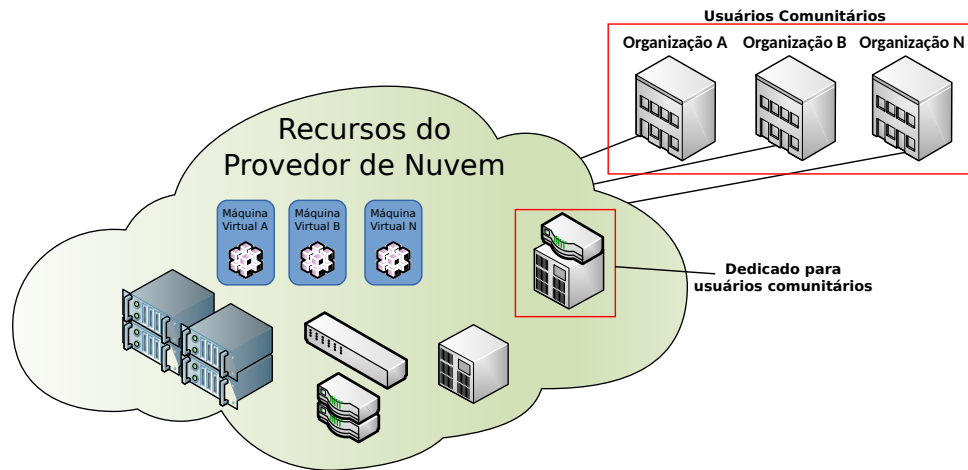 Usuários Comunitários
Organização A
Organização B
Organização N
Recursos do
Provedor de Nuvem
Máquina
Virtual A
Máquina
Virtual B
Máquina
Virtual N
Dedicado para
usuários comunitários